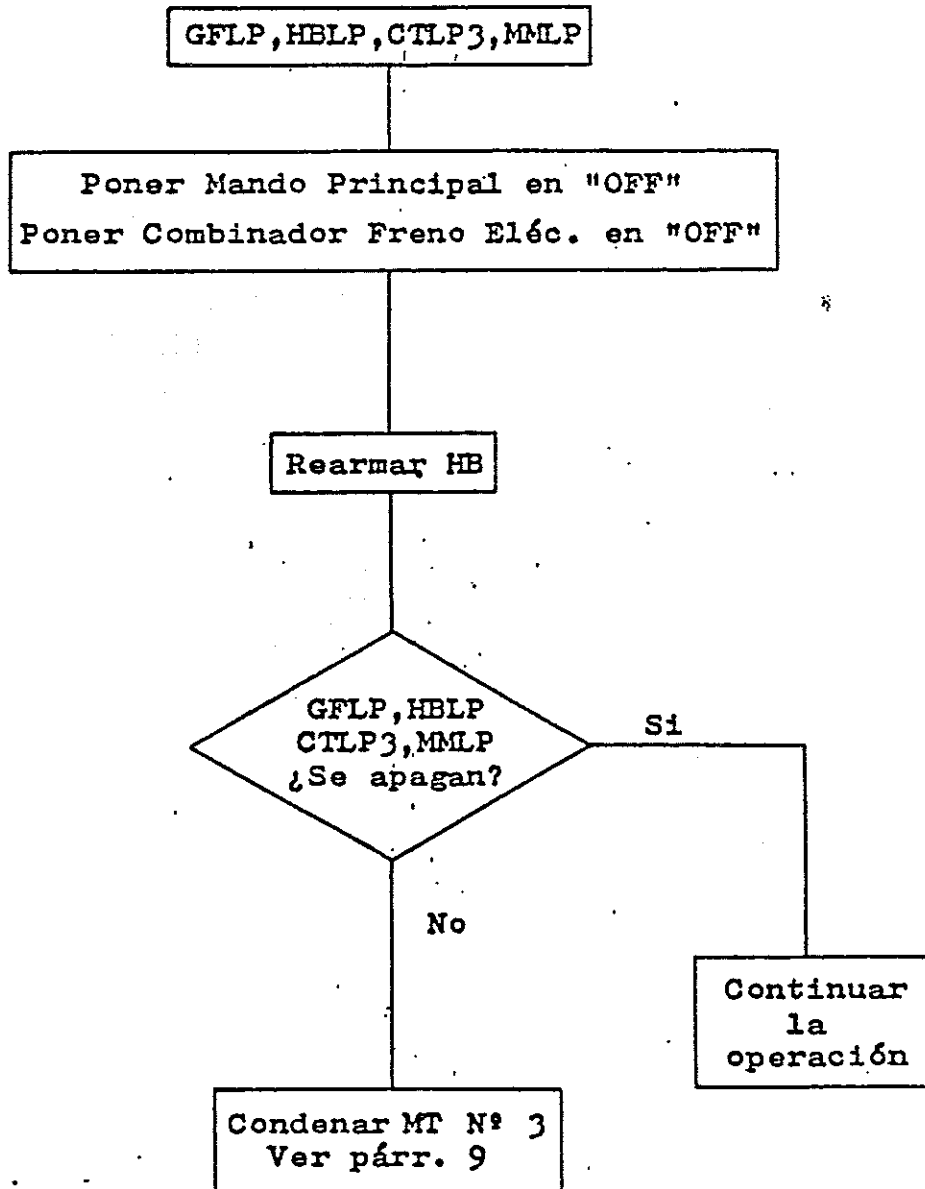 GFLP,HBLP,CTLP3,MMLP
Poner Mando Principal en "OFF"
Poner Combinador Freno Eléc. en "OFF"
Rearmar HB
GFLP,HBLP
CTLP3,MMLP
¿Se apagan?
Si
No
Continuar
la
operación
Condenar MT Nº 3
Ver párr. 9